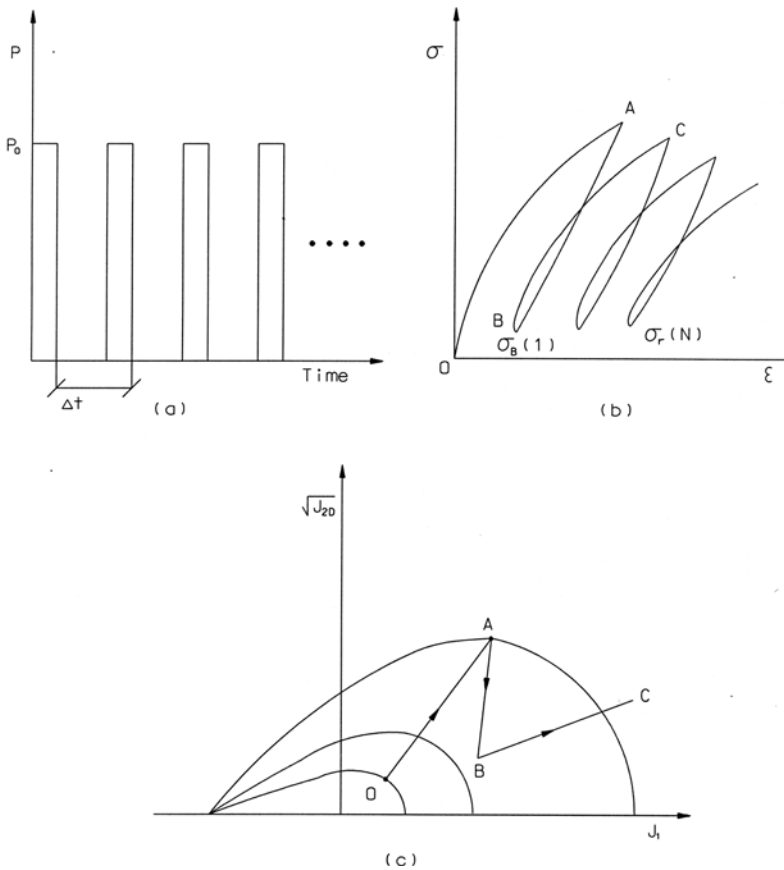 P
P₀
Time
Δt
(a)
σ
A
C
B
σ_B(1)
σ_r(N)
O
ε
(b)
√J₂D
A
C
B
O
J₁
(c)